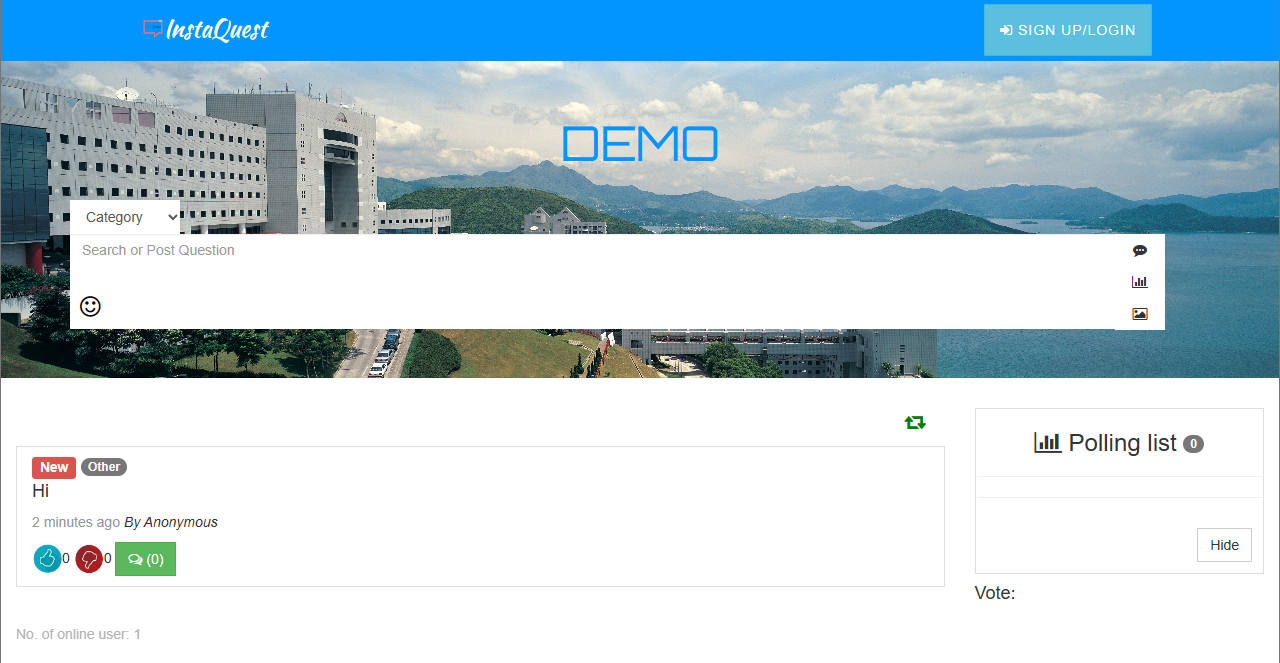 InstaQuest
SIGN UP/LOGIN
DEMO
Category
Search or Post Question
Polling list 0
New Other
Hi
2 minutes ago By Anonymous
0 0 (0)
Hide
Vote:
No. of online user: 1